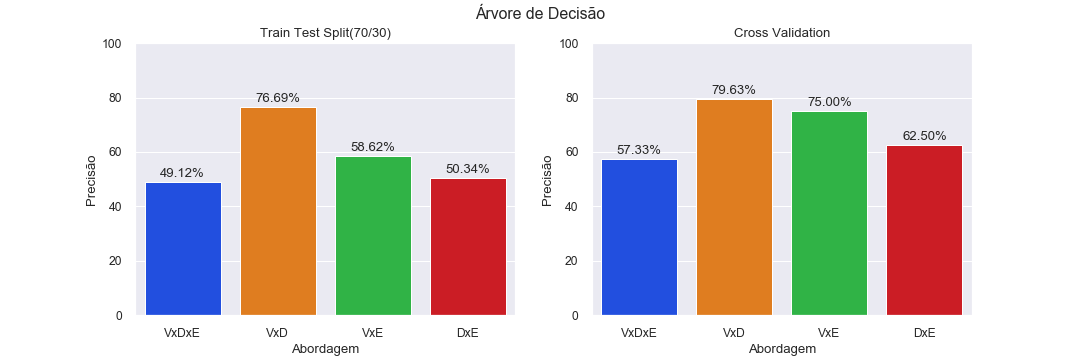 Árvore de Decisão
Train Test Split(70/30)
Precisão
100
80
60
40
20
0
49.12%
76.69%
58.62%
50.34%
VxDxE
VxD
VxE
DxE
Abordagem
Cross Validation
Precisão
100
80
60
40
20
0
57.33%
79.63%
75.00%
62.50%
VxDxE
VxD
VxE
DxE
Abordagem